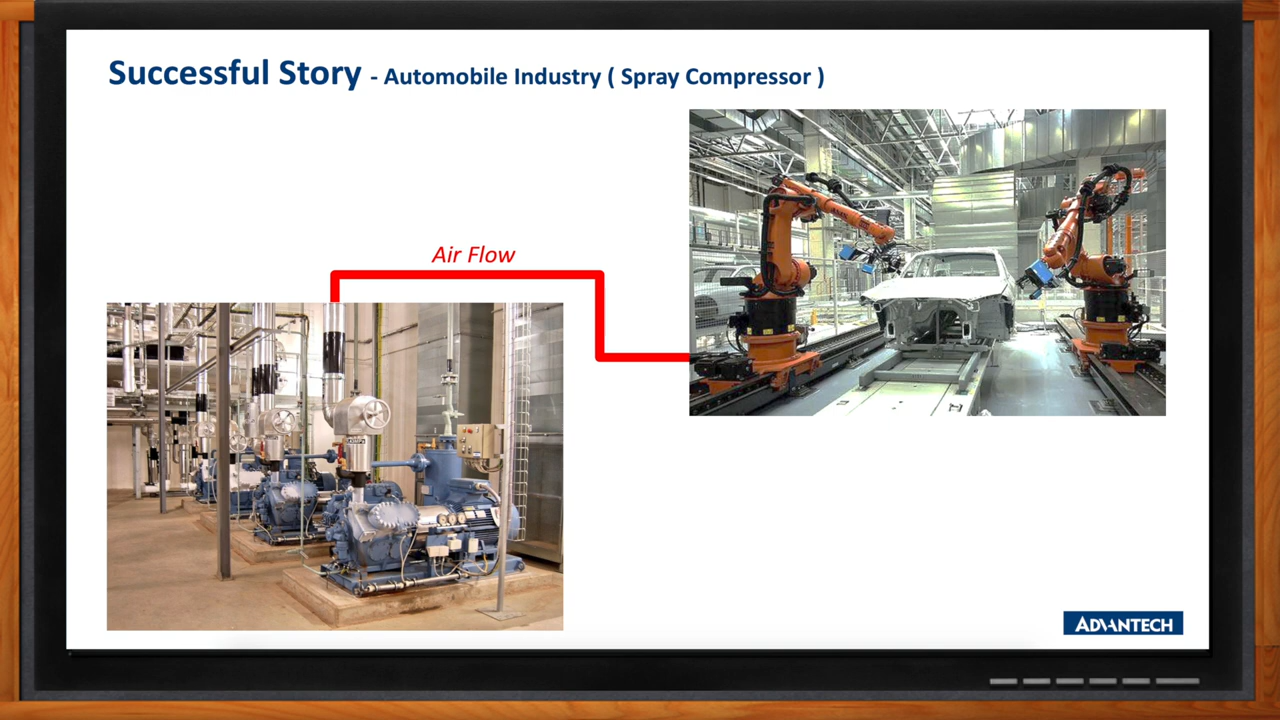 Successful Story - Automobile Industry ( Spray Compressor )
Air Flow
ADVANTECH